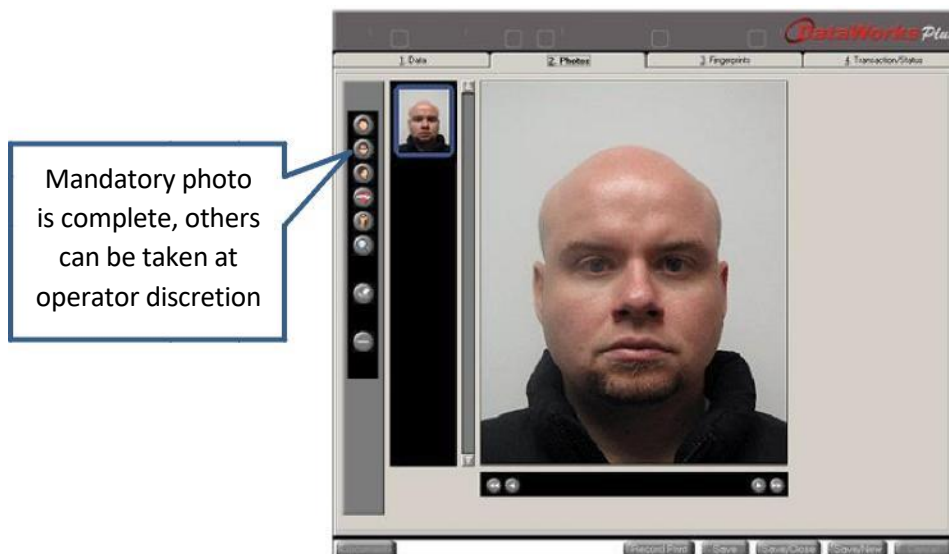 DataWorks Plu
1. Data 2. Photos 3. Fingerprints 4. Transaction/Status
Mandatory photo
is complete, others
can be taken at
operator discretion
Record Print Save Save/Close Save/New